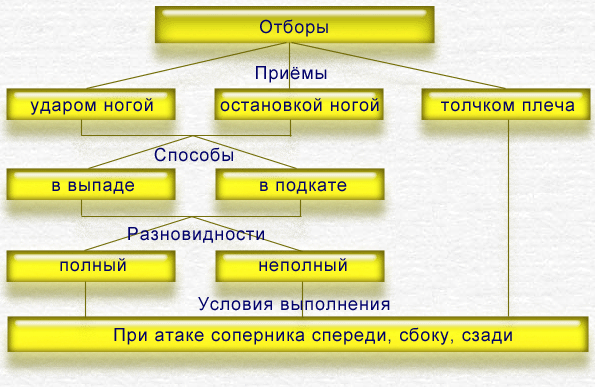 Отборы
Приёмы
ударом ногой
остановкой ногой
толчком плеча
Способы
в выпаде
в подкате
Разновидности
полный
неполный
Условия выполнения
При атаке соперника спереди, сбоку, сзади